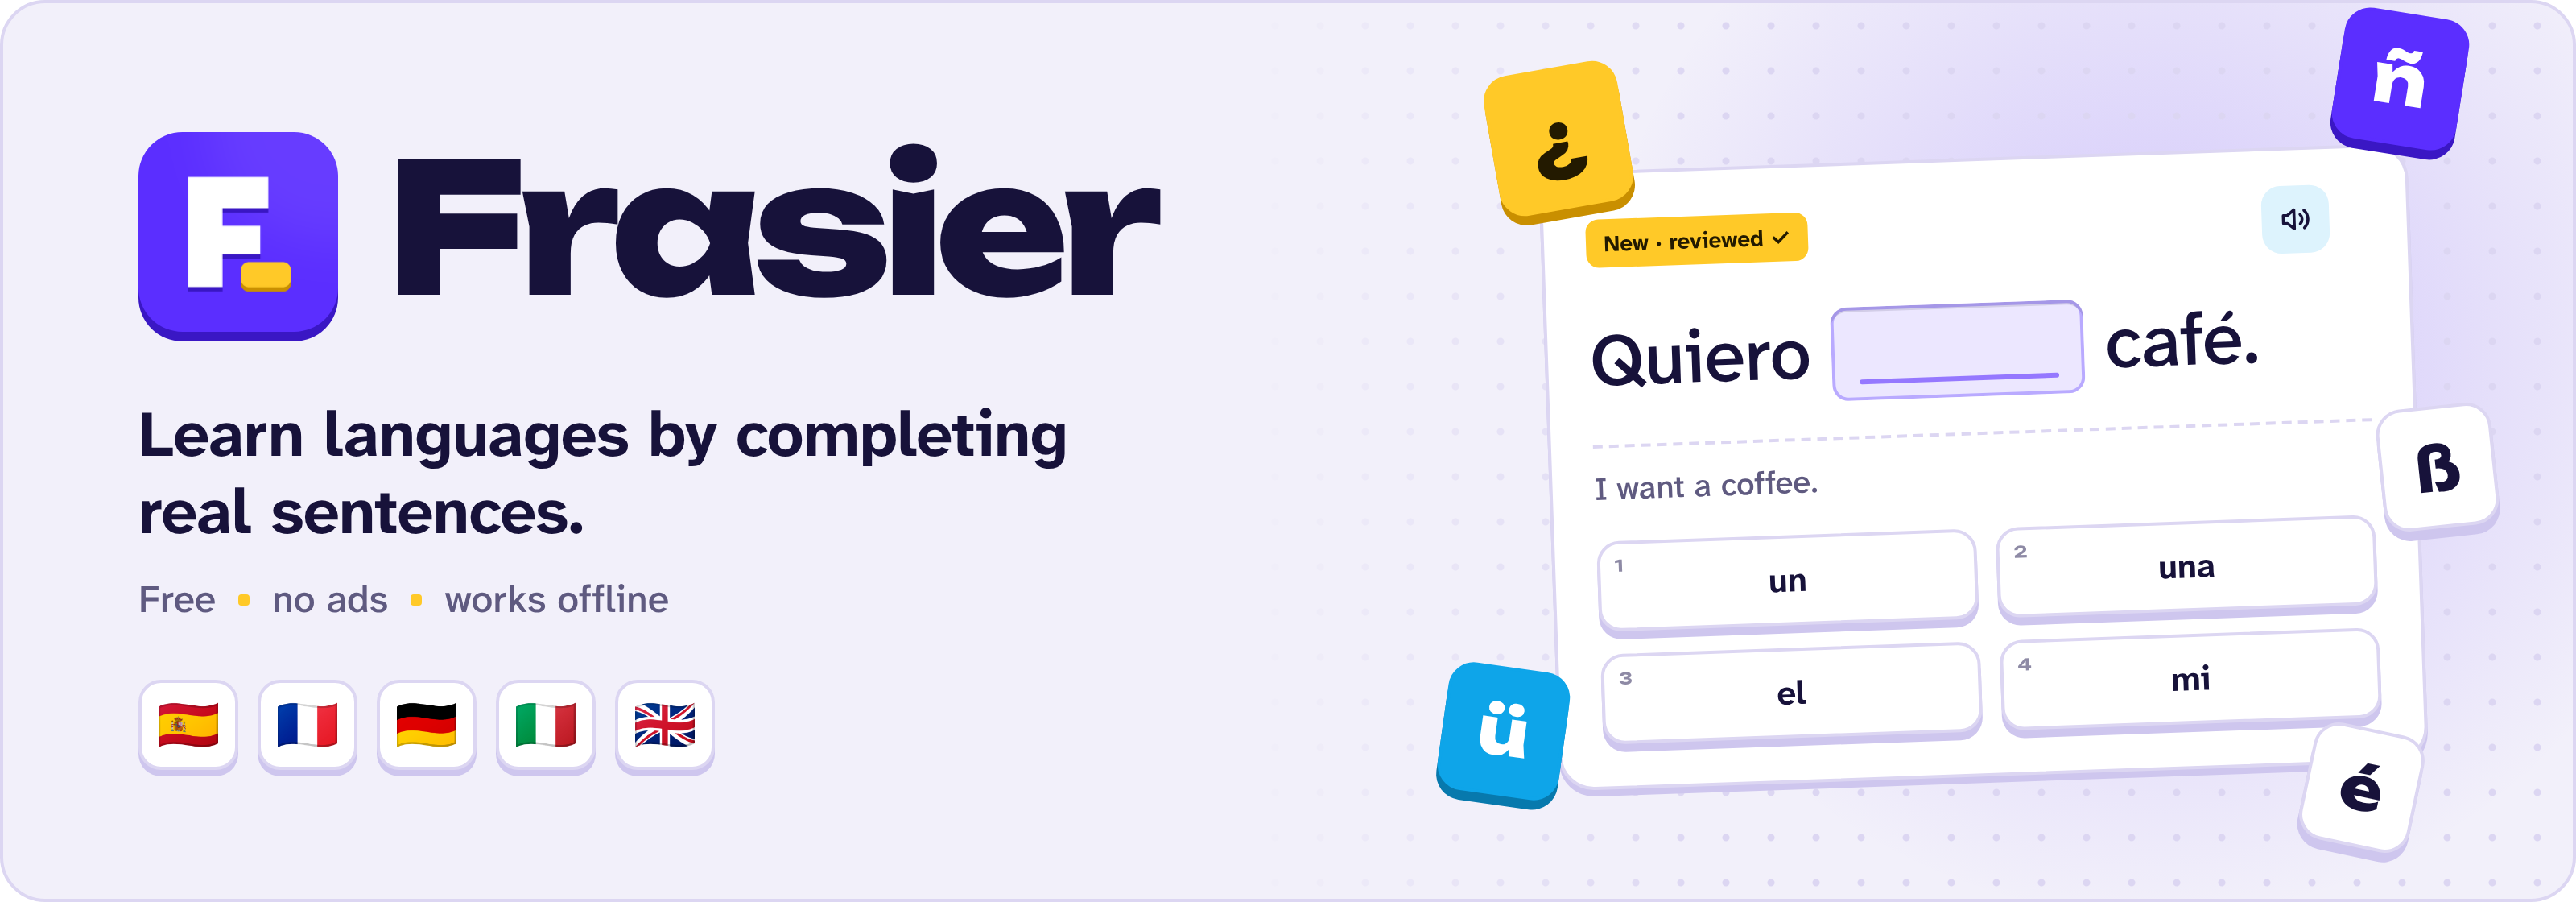 F
Frasier
Learn languages by completing
real sentences.
Free ▪ no ads ▪ works offline
¿
ñ
New · reviewed ✓
Quiero ____ café.
I want a coffee.
1 un
2 una
3 el
4 mi
ß
ü
é